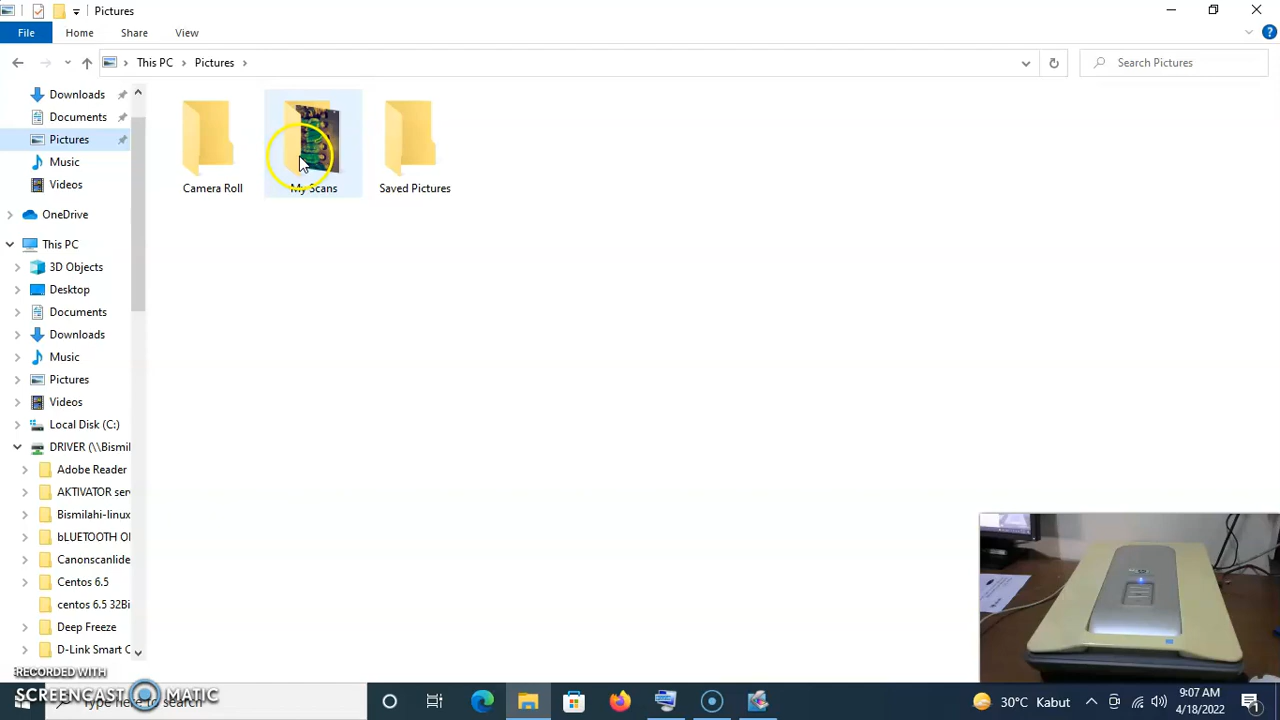 Pictures
File Home Share View
This PC Pictures
Search Pictures
Downloads
Documents
Pictures
Music
Videos
OneDrive
This PC
3D Objects
Desktop
Documents
Downloads
Music
Pictures
Videos
Local Disk (C:)
DRIVER (\\Bismil
Adobe Reader
AKTIVATOR serv
Bismilahi-linux
bLUETOOTH O
Canonscanlide
Centos 6.5
centos 6.5 32Bi
Deep Freeze
D-Link Smart C
Camera Roll My Scans Saved Pictures
RECORDED WITH
SCREENCAST MATIC
Type here to search
30°C Kabut
9:07 AM
4/18/2022
1